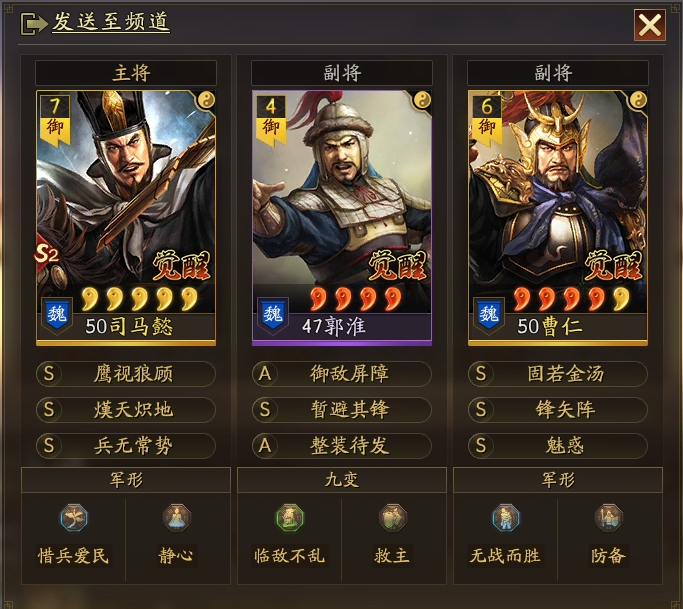 发送至频道
主将
副将
副将
7
御
4
御
6
御
S2
觉醒
觉醒
觉醒
魏
50司马懿
魏
47郭淮
魏
50曹仁
S 鹰视狼顾
A 御敌屏障
S 固若金汤
S 熯天炽地
S 暂避其锋
S 锋矢阵
S 兵无常势
A 整装待发
S 魅惑
军形
九变
军形
惜兵爱民
静心
临敌不乱
救主
无战而胜
防备